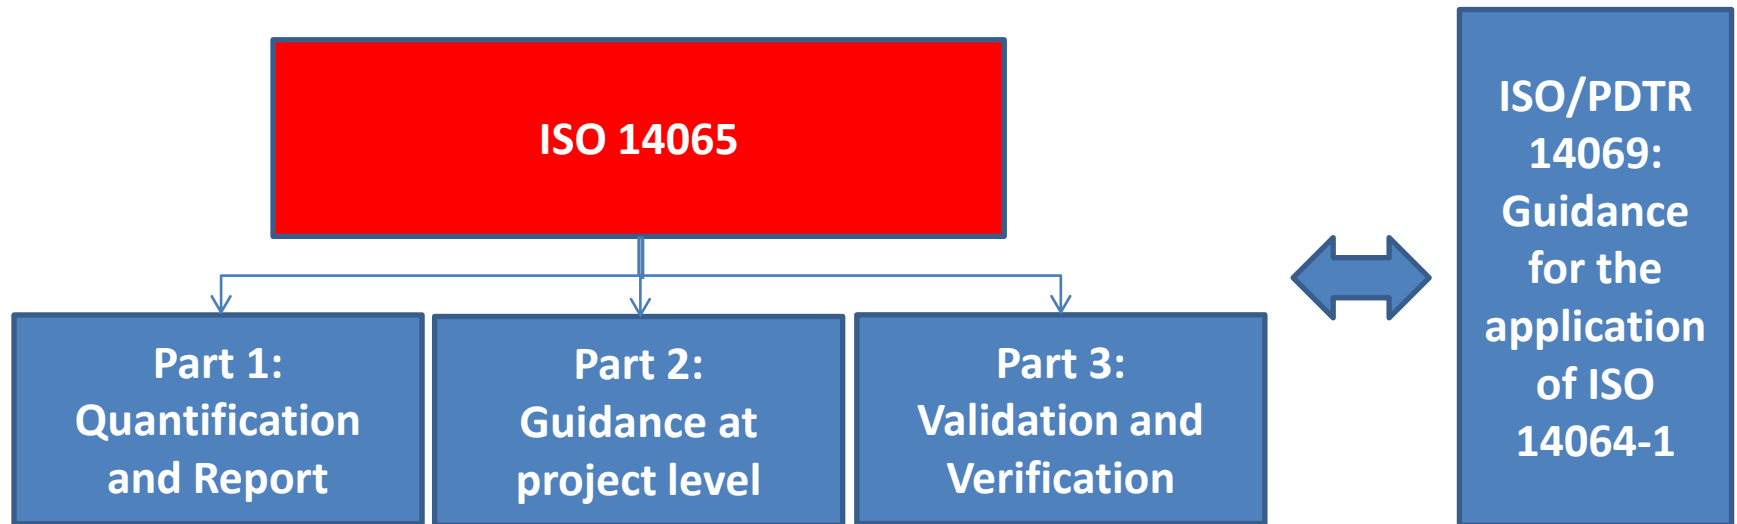 ISO 14065
Part 1:
Quantification
and Report
Part 2:
Guidance at
project level
Part 3:
Validation and
Verification
ISO/PDTR
14069:
Guidance
for the
application
of ISO
14064-1